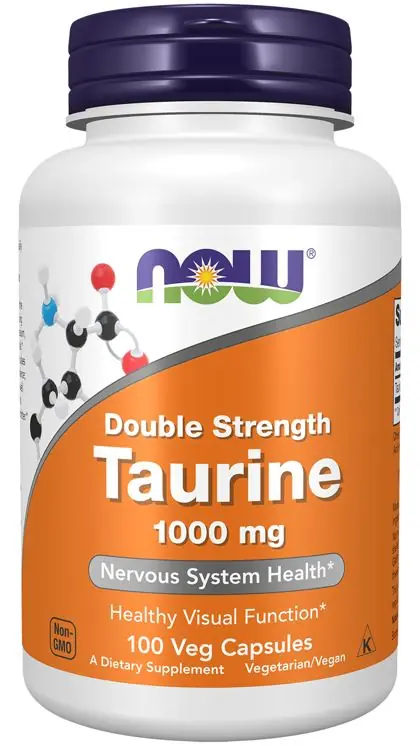 NOW®
Double Strength
Taurine
1000 mg
Nervous System Health*
Healthy Visual Function*
100 Veg Capsules
A Dietary Supplement Vegetarian/Vegan
Non-
GMO
K